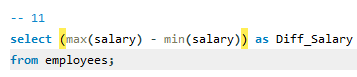 -- 11
select (max(salary) - min(salary)) as Diff_Salary
from employees;